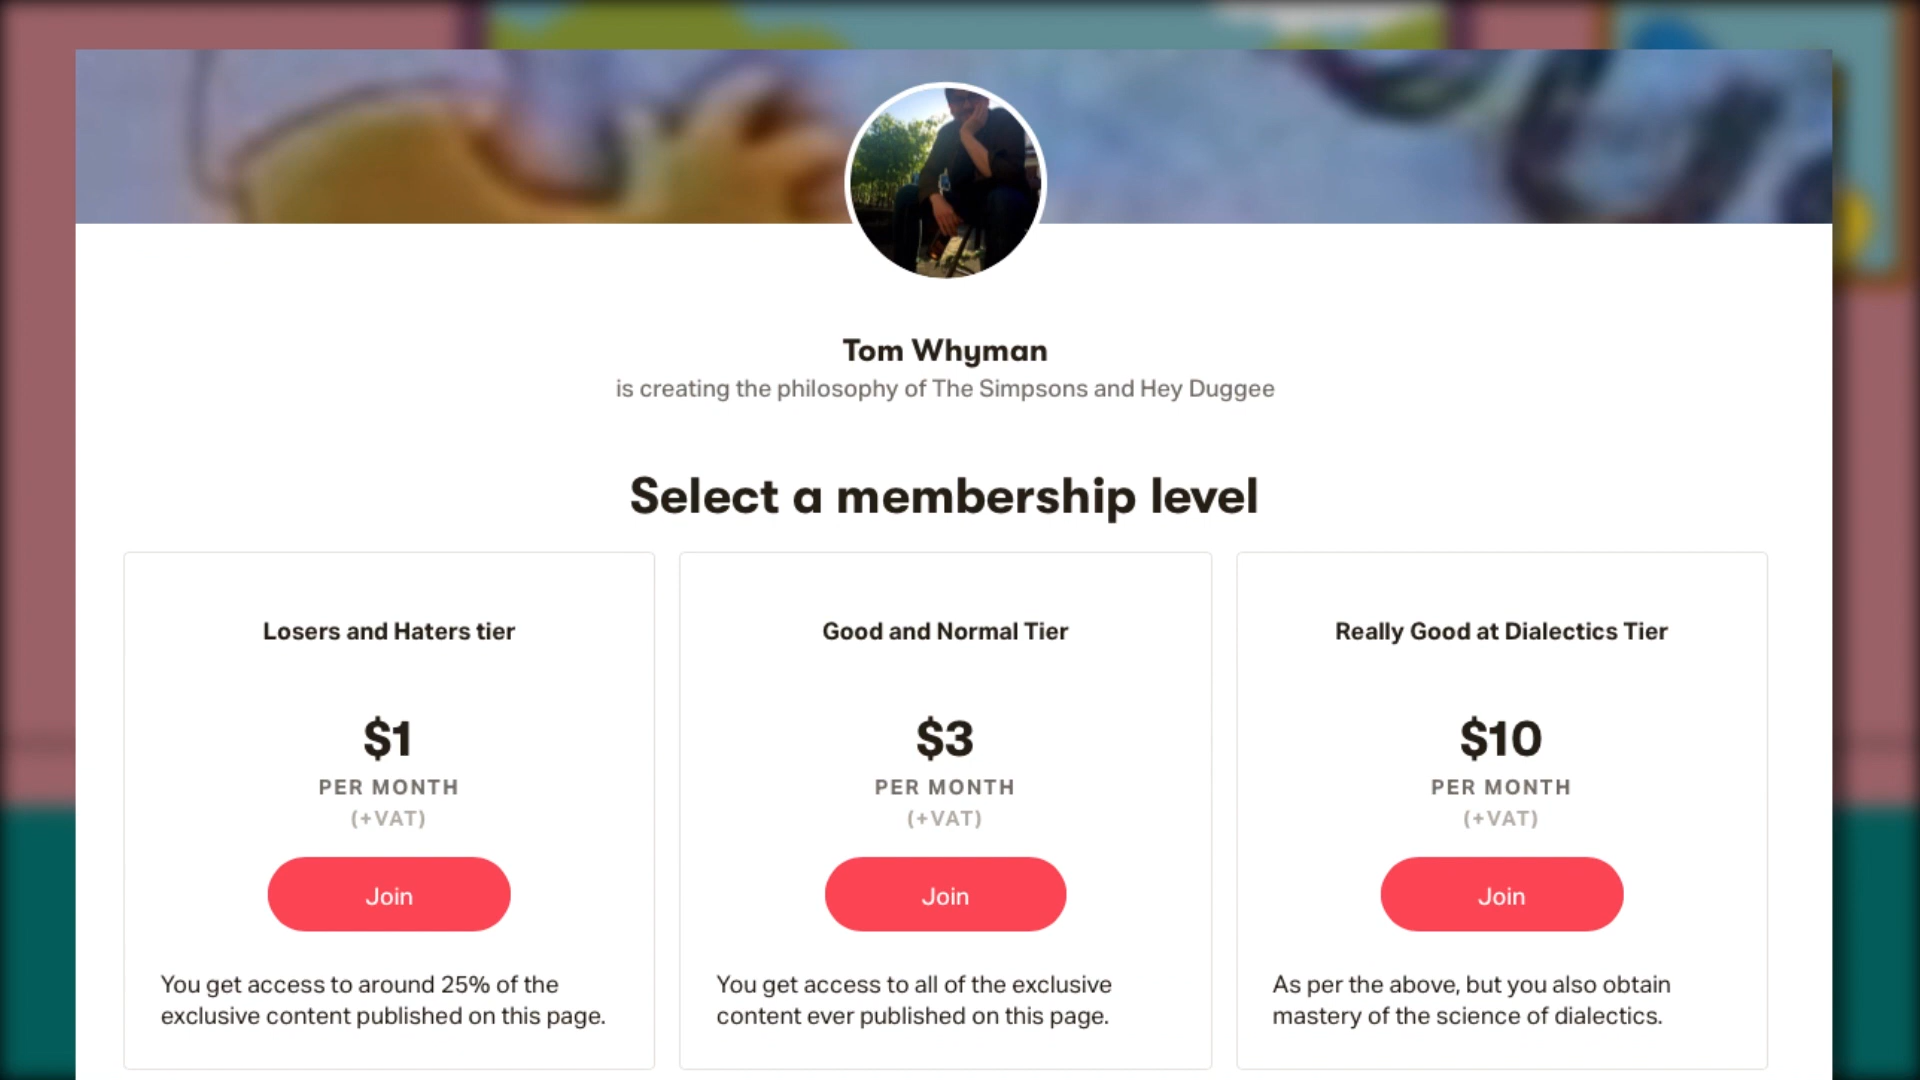 Tom Whyman
is creating the philosophy of The Simpsons and Hey Duggee
Select a membership level
Losers and Haters tier
$1
PER MONTH
(+VAT)
Join
You get access to around 25% of the
exclusive content published on this page.
Good and Normal Tier
$3
PER MONTH
(+VAT)
Join
You get access to all of the exclusive
content ever published on this page.
Really Good at Dialectics Tier
$10
PER MONTH
(+VAT)
Join
As per the above, but you also obtain
mastery of the science of dialectics.